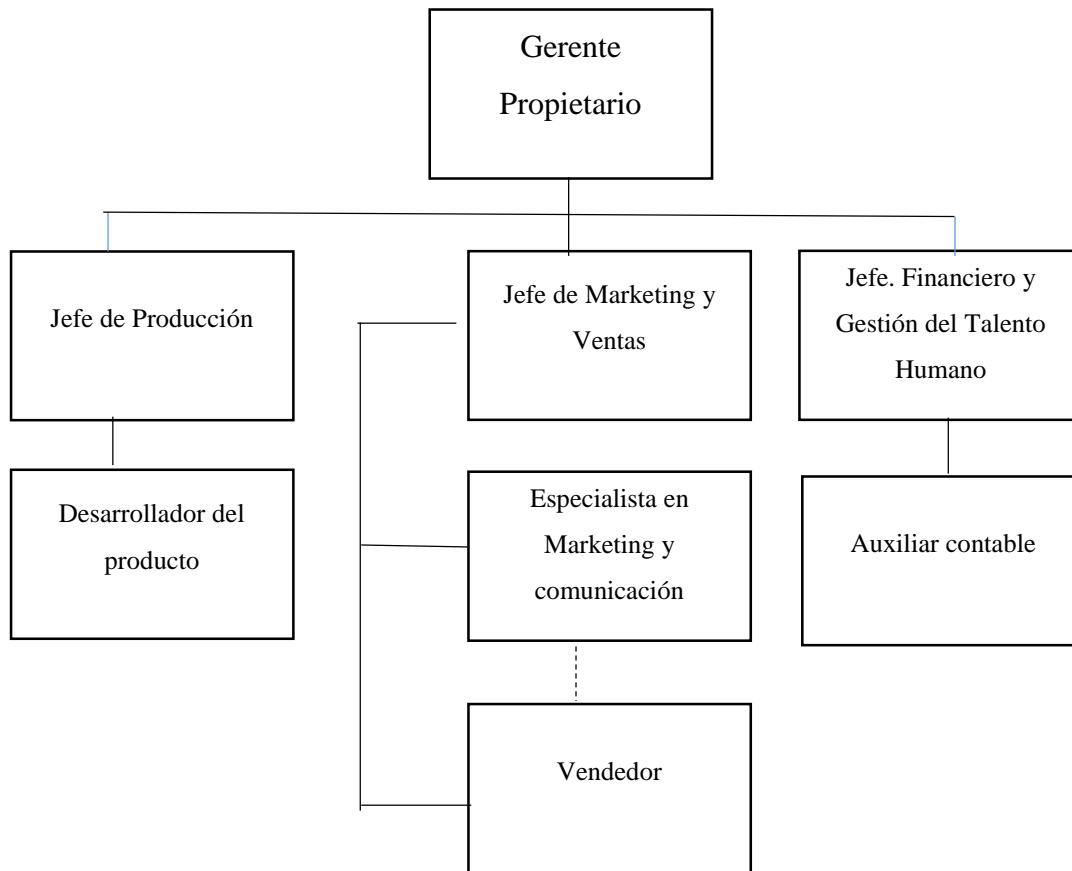 Gerente
Propietario
Jefe de Producción
Jefe de Marketing y
Ventas
Jefe. Financiero y
Gestión del Talento
Humano
Desarrollador del
producto
Especialista en
Marketing y
comunicación
Auxiliar contable
Vendedor